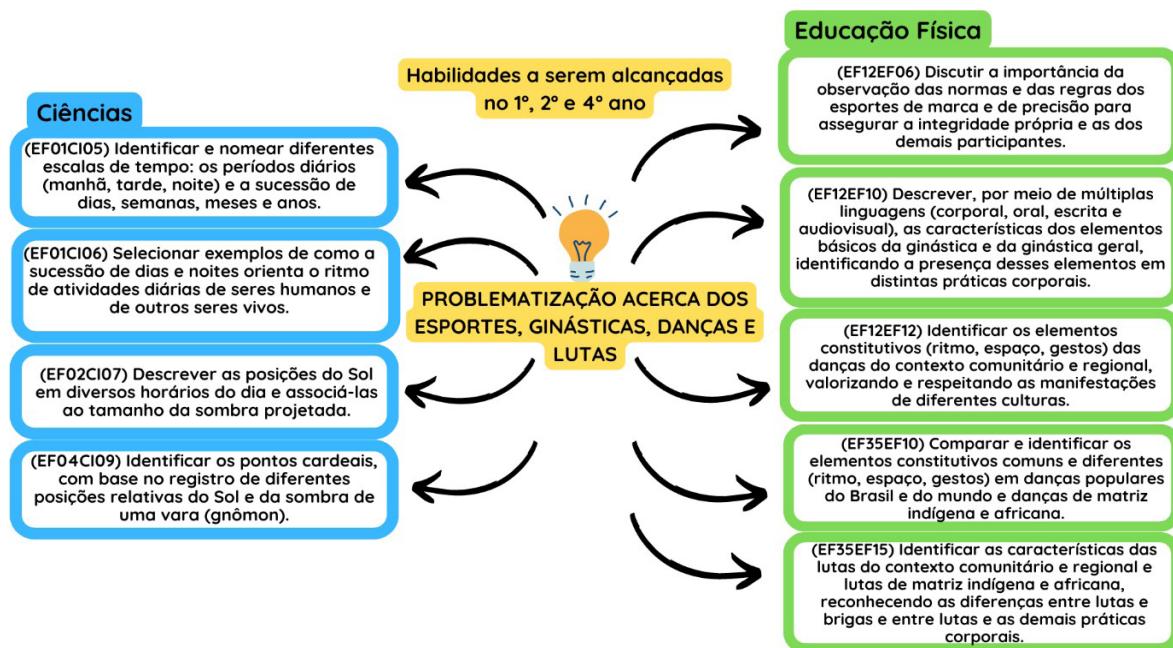 Habilidades a serem alcançadas
no 1º, 2º e 4º ano
PROBLEMATIZAÇÃO ACERCA DOS
ESPORTES, GINÁSTICAS, DANÇAS E
LUTAS
Ciências
(EF01CI05) Identificar e nomear diferentes
escalas de tempo: os períodos diários
(manhã, tarde, noite) e a sucessão de
dias, semanas, meses e anos.
(EF01CI06) Selecionar exemplos de como a
sucessão de dias e noites orienta o ritmo
de atividades diárias de seres humanos e
de outros seres vivos.
(EF02CI07) Descrever as posições do Sol
em diversos horários do dia e associá-las
ao tamanho da sombra projetada.
(EF04CI09) Identificar os pontos cardeais,
com base no registro de diferentes
posições relativas do Sol e da sombra de
uma vara (gnômon).
Educação Física
(EF12EF06) Discutir a importância da
observação das normas e das regras dos
esportes de marca e de precisão para
assegurar a integridade própria e as dos
demais participantes.
(EF12EF10) Descrever, por meio de múltiplas
linguagens (corporal, oral, escrita e
audiovisual), as características dos elementos
básicos da ginástica e da ginástica geral,
identificando a presença desses elementos em
distintas práticas corporais.
(EF12EF12) Identificar os elementos
constitutivos (ritmo, espaço, gestos) das
danças do contexto comunitário e regional,
valorizando e respeitando as manifestações
de diferentes culturas.
(EF35EF10) Comparar e identificar os
elementos constitutivos comuns e diferentes
(ritmo, espaço, gestos) em danças populares
do Brasil e do mundo e danças de matriz
indígena e africana.
(EF35EF15) Identificar as características das
lutas do contexto comunitário e regional e
lutas de matriz indígena e africana,
reconhecendo as diferenças entre lutas e
brigas e entre lutas e as demais práticas
corporais.